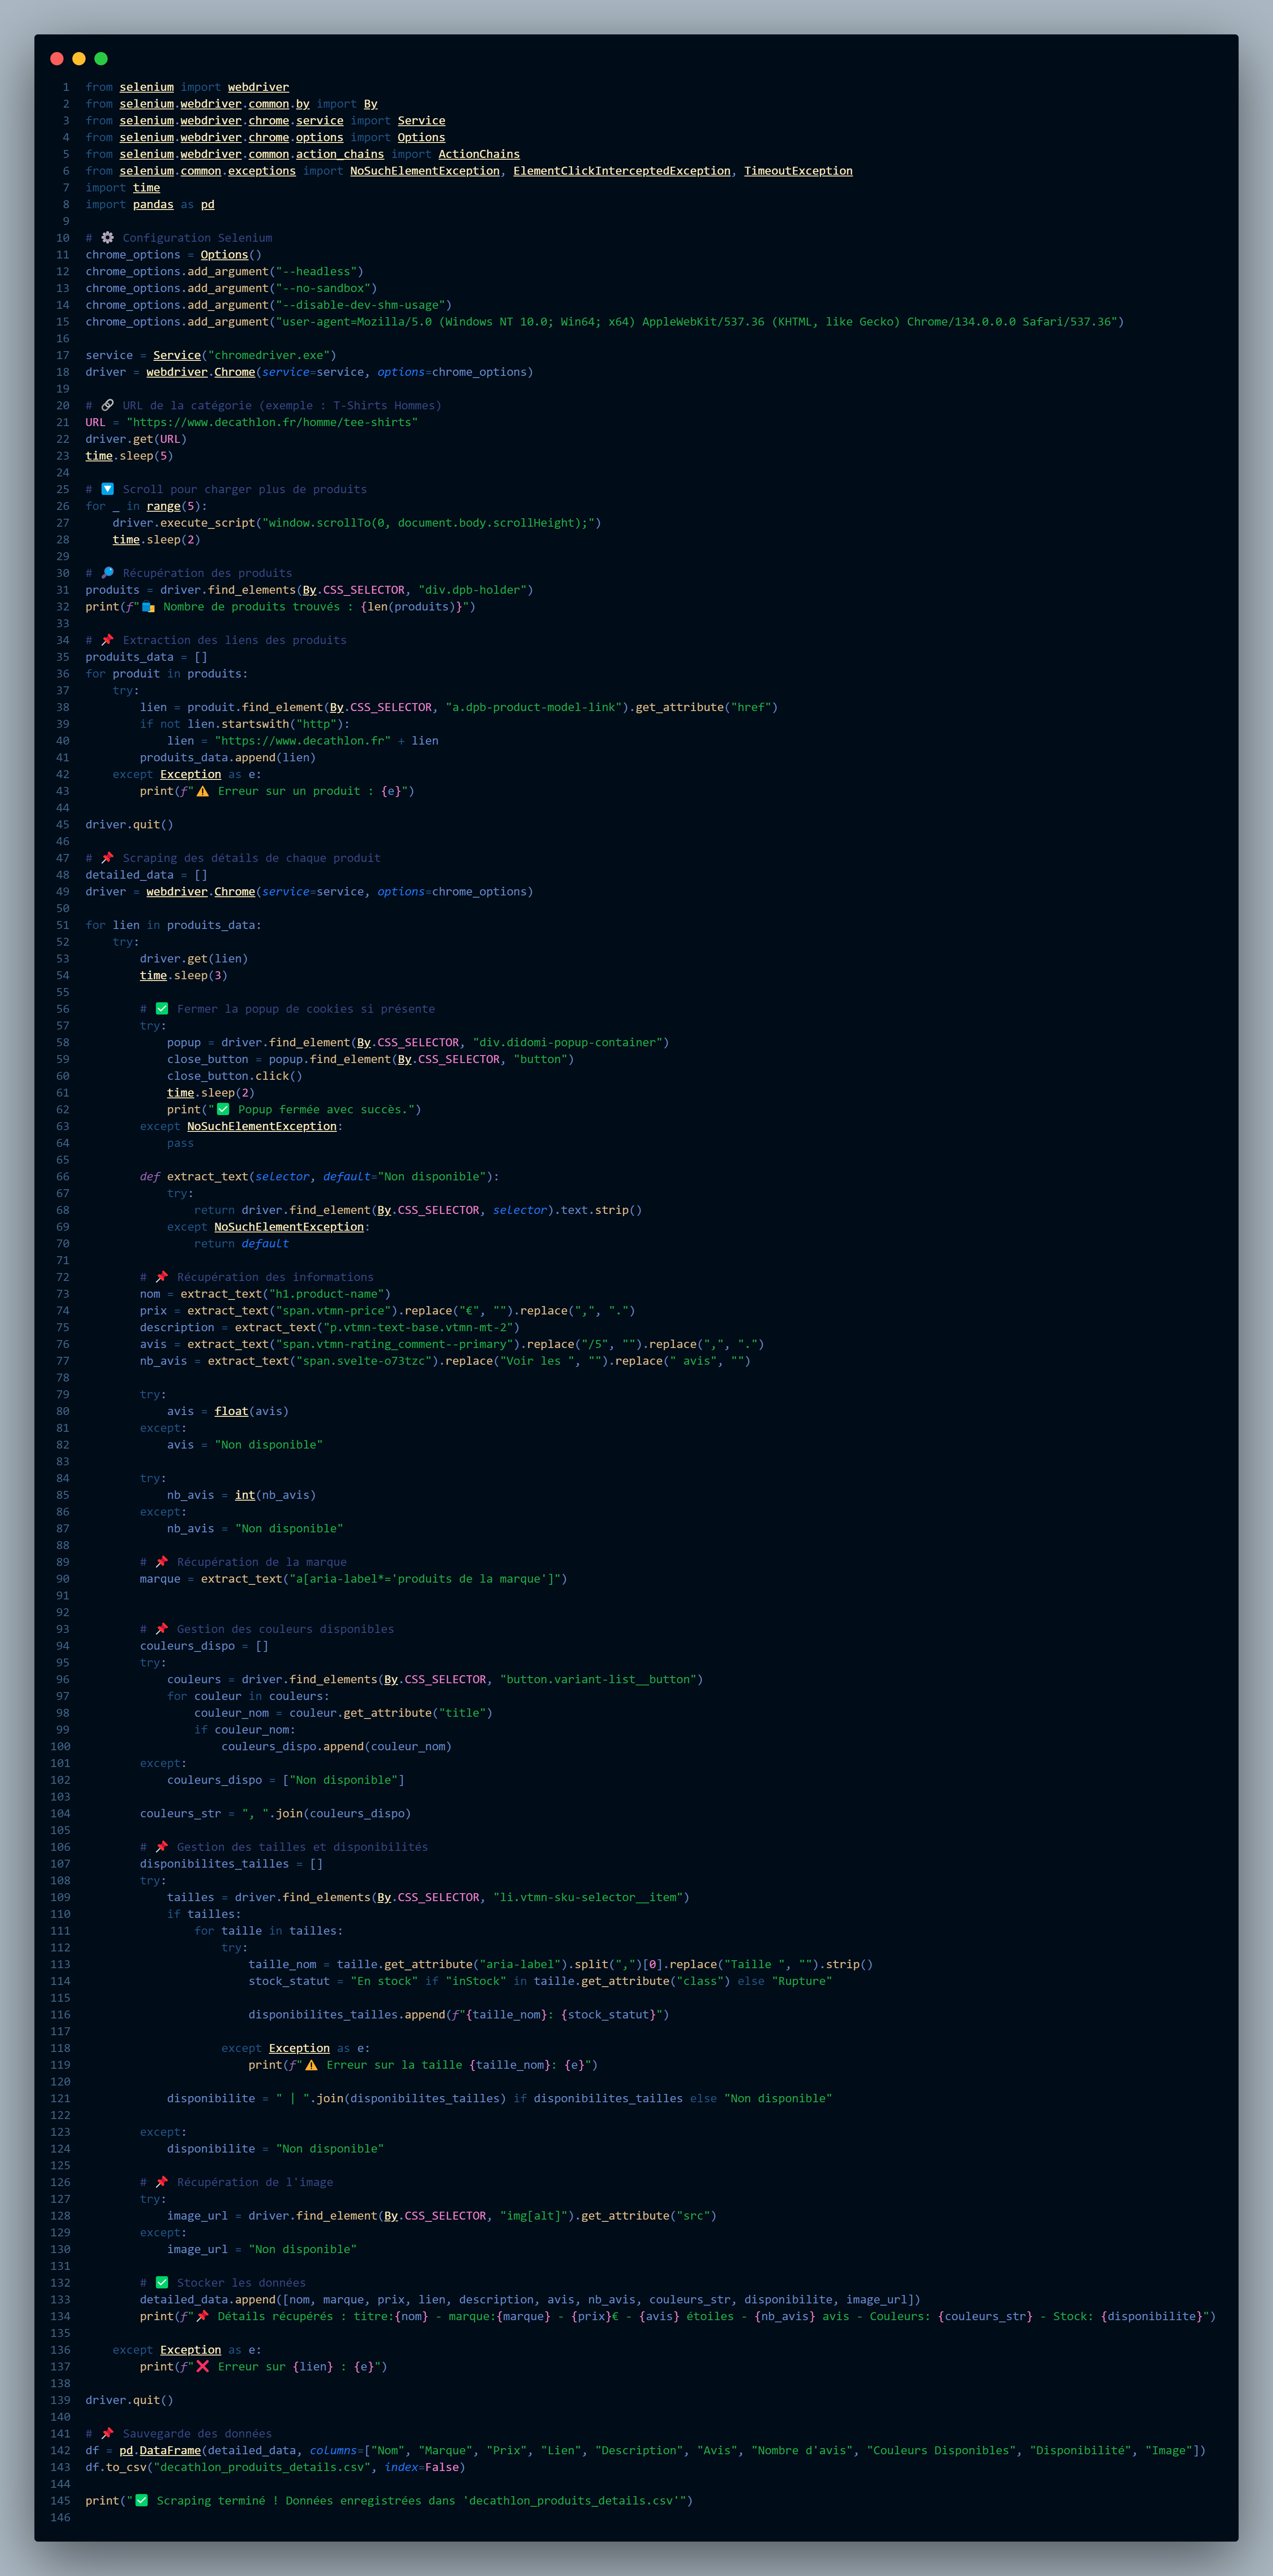 1 from selenium import webdriver
2 from selenium.webdriver.common.by import By
3 from selenium.webdriver.chrome.service import Service
4 from selenium.webdriver.chrome.options import Options
5 from selenium.webdriver.common.action_chains import ActionChains
6 from selenium.common.exceptions import NoSuchElementException, ElementClickInterceptedException, TimeoutException
7 import time
8 import pandas as pd
9
10 # ⚙️ Configuration Selenium
11 chrome_options = Options()
12 chrome_options.add_argument("--headless")
13 chrome_options.add_argument("--no-sandbox")
14 chrome_options.add_argument("--disable-dev-shm-usage")
15 chrome_options.add_argument("user-agent=Mozilla/5.0 (Windows NT 10.0; Win64; x64) AppleWebKit/537.36 (KHTML, like Gecko) Chrome/134.0.0.0 Safari/537.36")
16
17 service = Service("chromedriver.exe")
18 driver = webdriver.Chrome(service=service, options=chrome_options)
19
20 # 🔗 URL de la catégorie (exemple : T-Shirts Hommes)
21 URL = "https://www.decathlon.fr/homme/tee-shirts"
22 driver.get(URL)
23 time.sleep(5)
24
25 # 🔽 Scroll pour charger plus de produits
26 for _ in range(5):
27     driver.execute_script("window.scrollTo(0, document.body.scrollHeight);")
28     time.sleep(2)
29
30 # 🔎 Récupération des produits
31 produits = driver.find_elements(By.CSS_SELECTOR, "div.dpb-holder")
32 print(f"🛍️ Nombre de produits trouvés : {len(produits)}")
33
34 # 📌 Extraction des liens des produits
35 produits_data = []
36 for produit in produits:
37     try:
38         lien = produit.find_element(By.CSS_SELECTOR, "a.dpb-product-model-link").get_attribute("href")
39         if not lien.startswith("http"):
40             lien = "https://www.decathlon.fr" + lien
41         produits_data.append(lien)
42     except Exception as e:
43         print(f"⚠️ Erreur sur un produit : {e}")
44
45 driver.quit()
46
47 # 📌 Scraping des détails de chaque produit
48 detailed_data = []
49 driver = webdriver.Chrome(service=service, options=chrome_options)
50
51 for lien in produits_data:
52     try:
53         driver.get(lien)
54         time.sleep(3)
55
56         # ✅ Fermer la popup de cookies si présente
57         try:
58             popup = driver.find_element(By.CSS_SELECTOR, "div.didomi-popup-container")
59             close_button = popup.find_element(By.CSS_SELECTOR, "button")
60             close_button.click()
61             time.sleep(2)
62             print("✅ Popup fermée avec succès.")
63         except NoSuchElementException:
64             pass
65
66         def extract_text(selector, default="Non disponible"):
67             try:
68                 return driver.find_element(By.CSS_SELECTOR, selector).text.strip()
69             except NoSuchElementException:
70                 return default
71
72         # 📌 Récupération des informations
73         nom = extract_text("h1.product-name")
74         prix = extract_text("span.vtmn-price").replace("€", "").replace(",", ".")
75         description = extract_text("p.vtmn-text-base.vtmn-mt-2")
76         avis = extract_text("span.vtmn-rating_comment--primary").replace("/5", "").replace(",", ".")
77         nb_avis = extract_text("span.svelte-o73tzc").replace("Voir les ", "").replace(" avis", "")
78
79         try:
80             avis = float(avis)
81         except:
82             avis = "Non disponible"
83
84         try:
85             nb_avis = int(nb_avis)
86         except:
87             nb_avis = "Non disponible"
88
89         # 📌 Récupération de la marque
90         marque = extract_text("a[aria-label*='produits de la marque']")
91
92
93         # 📌 Gestion des couleurs disponibles
94         couleurs_dispo = []
95         try:
96             couleurs = driver.find_elements(By.CSS_SELECTOR, "button.variant-list__button")
97             for couleur in couleurs:
98                 couleur_nom = couleur.get_attribute("title")
99                 if couleur_nom:
100                     couleurs_dispo.append(couleur_nom)
101         except:
102             couleurs_dispo = ["Non disponible"]
103
104         couleurs_str = ", ".join(couleurs_dispo)
105
106         # 📌 Gestion des tailles et disponibilités
107         disponibilites_tailles = []
108         try:
109             tailles = driver.find_elements(By.CSS_SELECTOR, "li.vtmn-sku-selector__item")
110             if tailles:
111                 for taille in tailles:
112                     try:
113                         taille_nom = taille.get_attribute("aria-label").split(",")[0].replace("Taille ", "").strip()
114                         stock_statut = "En stock" if "inStock" in taille.get_attribute("class") else "Rupture"
115
116                         disponibilites_tailles.append(f"{taille_nom}: {stock_statut}")
117
118                     except Exception as e:
119                         print(f"⚠️ Erreur sur la taille {taille_nom}: {e}")
120
121             disponibilite = " | ".join(disponibilites_tailles) if disponibilites_tailles else "Non disponible"
122
123         except:
124             disponibilite = "Non disponible"
125
126         # 📌 Récupération de l'image
127         try:
128             image_url = driver.find_element(By.CSS_SELECTOR, "img[alt]").get_attribute("src")
129         except:
130             image_url = "Non disponible"
131
132         # ✅ Stocker les données
133         detailed_data.append([nom, marque, prix, lien, description, avis, nb_avis, couleurs_str, disponibilite, image_url])
134         print(f"📌 Détails récupérés : titre:{nom} - marque:{marque} - {prix}€ - {avis} étoiles - {nb_avis} avis - Couleurs: {couleurs_str} - Stock: {disponibilite}")
135
136     except Exception as e:
137         print(f"❌ Erreur sur {lien} : {e}")
138
139 driver.quit()
140
141 # 📌 Sauvegarde des données
142 df = pd.DataFrame(detailed_data, columns=["Nom", "Marque", "Prix", "Lien", "Description", "Avis", "Nombre d'avis", "Couleurs Disponibles", "Disponibilité", "Image"])
143 df.to_csv("decathlon_produits_details.csv", index=False)
144
145 print("✅ Scraping terminé ! Données enregistrées dans 'decathlon_produits_details.csv'")
146